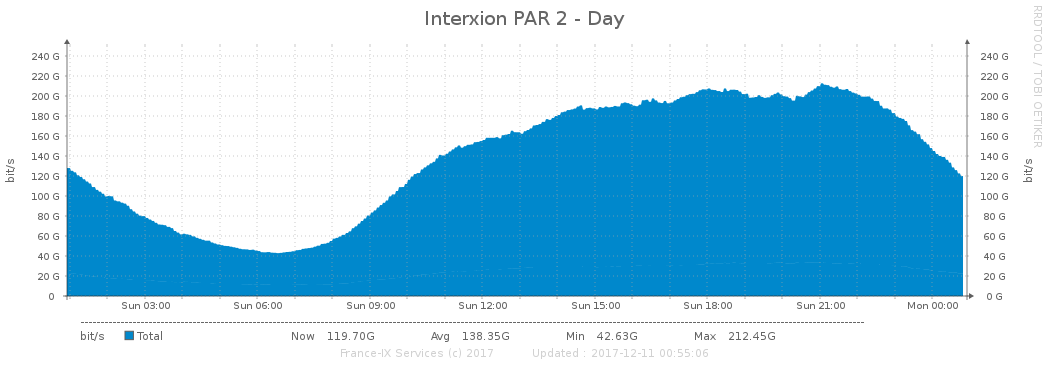 Interxion PAR 2 - Day
RRDTOOL / TOBI OETIKER
bit/s
240 G 240 G
220 G 220 G
200 G 200 G
180 G 180 G
160 G 160 G
140 G 140 G
120 G 120 G
100 G 100 G
80 G 80 G
60 G 60 G
40 G 40 G
20 G 20 G
0 0 G
bit/s
Sun 03:00 Sun 06:00 Sun 09:00 Sun 12:00 Sun 15:00 Sun 18:00 Sun 21:00 Mon 00:00
bit/s Total Now 119.70G Avg 138.35G Min 42.63G Max 212.45G
France-IX Services (c) 2017 Updated : 2017-12-11 00:55:06